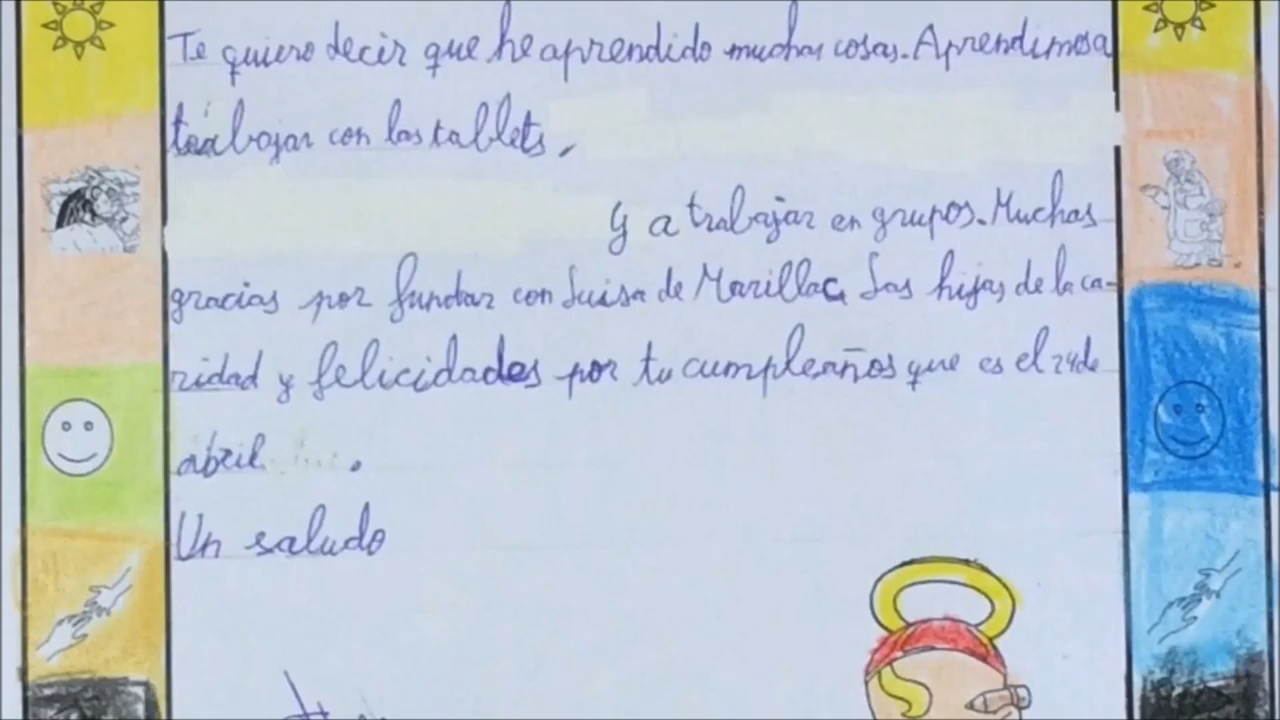 Te quiero decir que he aprendido muchas cosas. Aprendimos a
trabajar con las tablets,
y a trabajar en grupos. Muchas
gracias por fundar con Luisa de Marillac Las hijas de la ca-
ridad y felicidades por tu cumpleaños que es el 24 de
abril .
Un saludo